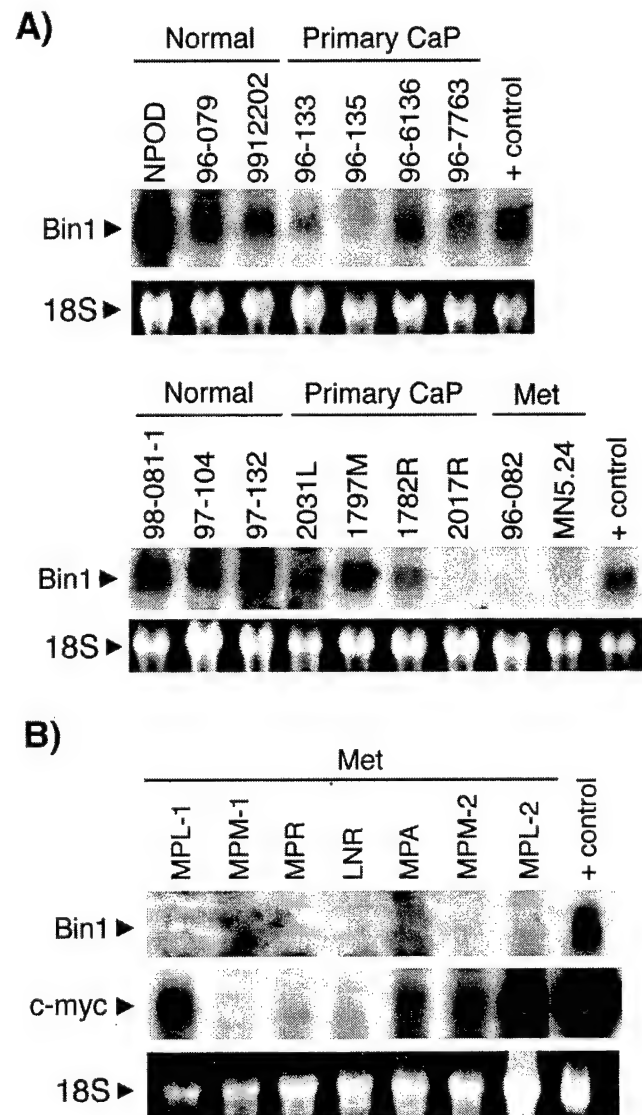 A)
Normal Primary CaP
NPOD 96-079 9912202 96-133 96-135 96-6136 96-7763 + control
Bin1
18S
Normal Primary CaP Met
98-081-1 97-104 97-132 2031L 1797M 1782R 2017R 96-082 MN5.24 + control
Bin1
18S
B)
Met
MPL-1 MPM-1 MPR LNR MPA MPM-2 MPL-2 + control
Bin1
c-myc
18S